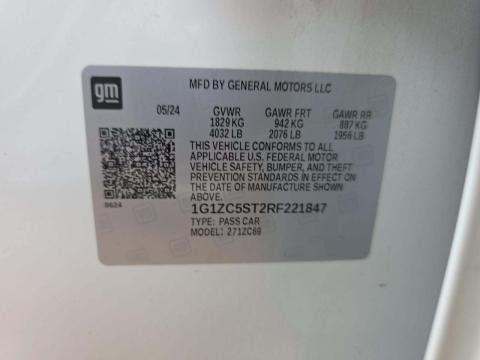 gm
MFD BY GENERAL MOTORS LLC
05/24 GVWR GAWR FRT GAWR RR
1829 KG 942 KG 887 KG
4032 LB 2076 LB 1956 LB
THIS VEHICLE CONFORMS TO ALL
APPLICABLE U.S. FEDERAL MOTOR
VEHICLE SAFETY, BUMPER, AND THEFT
PREVENTION STANDARDS IN EFFECT ON
THE DATE OF MANUFACTURE SHOWN
ABOVE.
1G1ZC5ST2RF221847
TYPE: PASS CAR
MODEL: 271ZC69